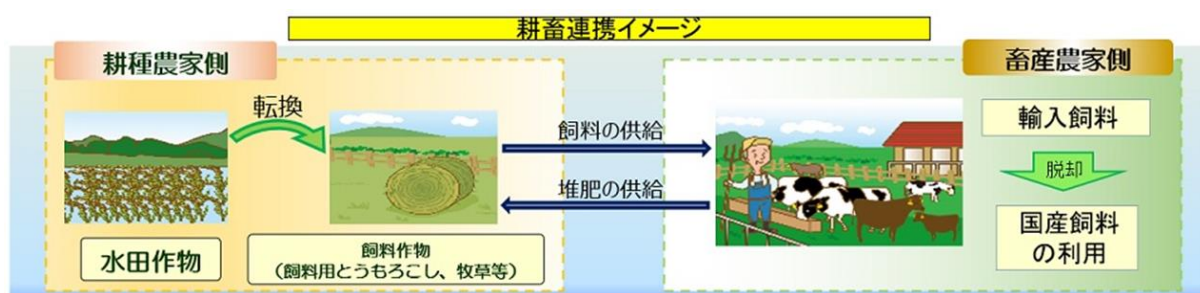 耕畜連携イメージ
耕種農家側
転換
水田作物
飼料作物
(飼料用とうもろこし、牧草等)
飼料の供給
堆肥の供給
畜産農家側
輸入飼料
脱却
国産飼料
の利用